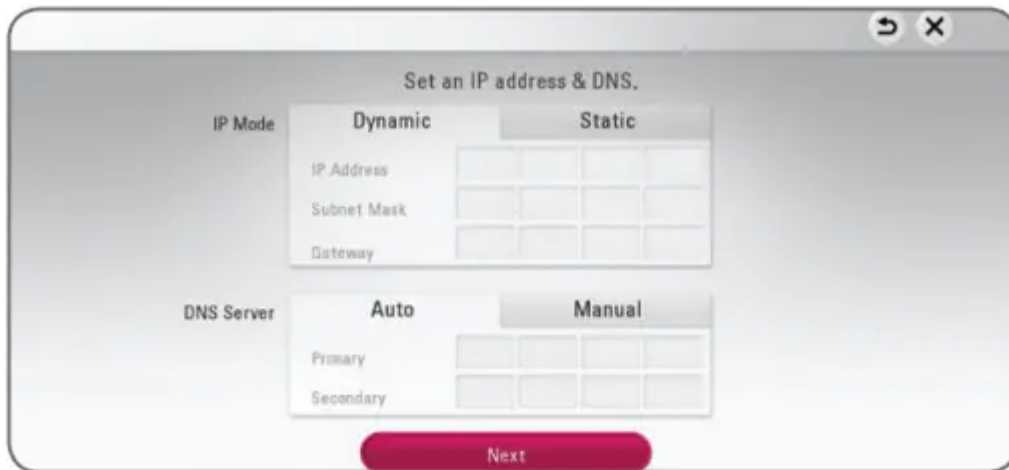 Set an IP address & DNS.
IP Mode Dynamic Static
IP Address
Subnet Mask
Gateway
DNS Server Auto Manual
Primary
Secondary
Next